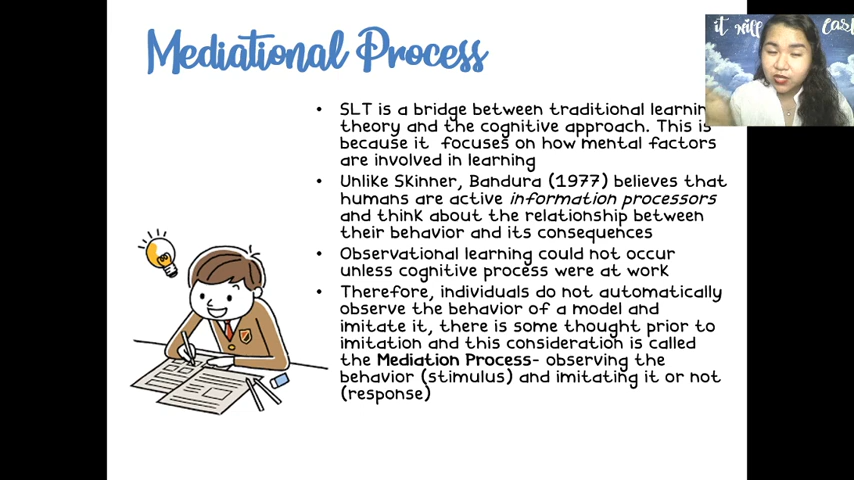 Mediational Process
it will
• SLT is a bridge between traditional learnin
theory and the cognitive approach. This is
because it focuses on how mental factors
are involved in learning
• Unlike Skinner, Bandura (1977) believes that
humans are active information processors
and think about the relationship between
their behavior and its consequences
• Observational learning could not occur
unless cognitive process were at work
• Therefore, individuals do not automatically
observe the behavior of a model and
imitate it, there is some thought prior to
imitation and this consideration is called
the Mediation Process- observing the
behavior (stimulus) and imitating it or not
(response)